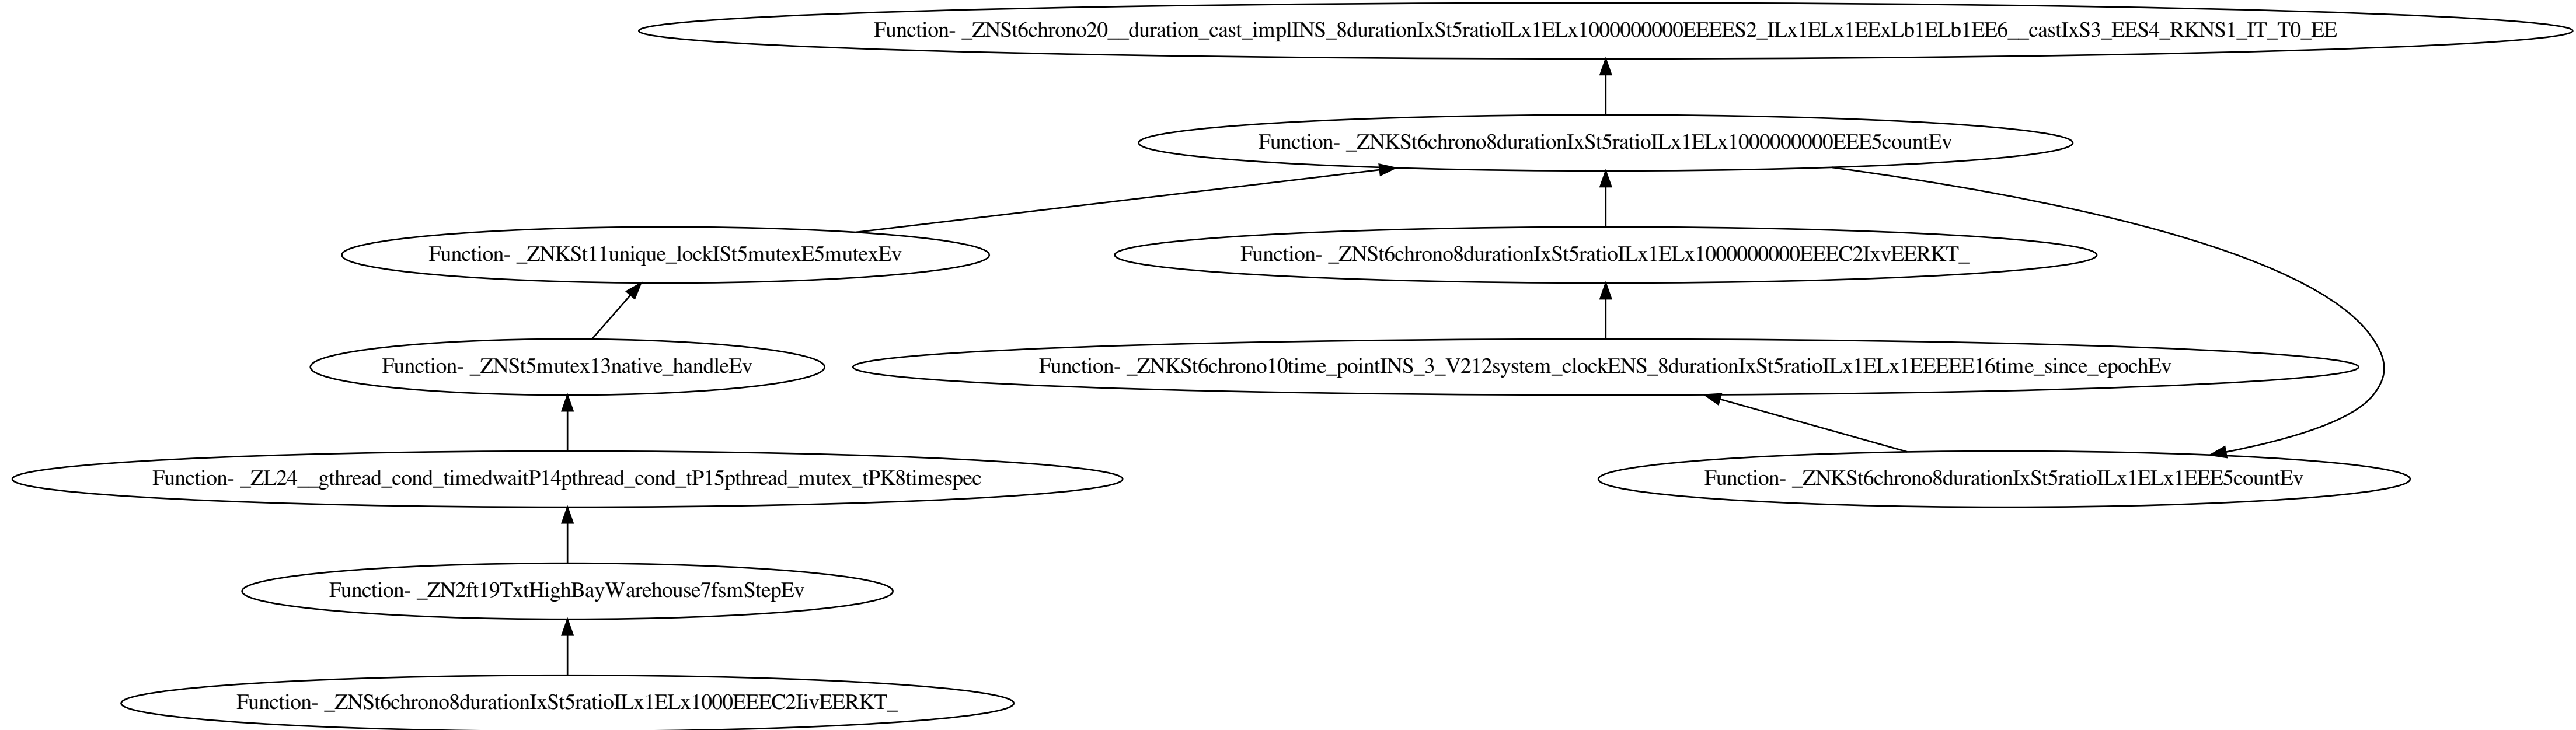 Function- _ZNSt6chrono20__duration_cast_implINS_8durationIxSt5ratioILx1ELx1000000000EEEES2_ILx1ELx1EExLb1ELb1EE6__castIxS3_EES4_RKNS1_IT_T0_EE
Function- _ZNKSt6chrono8durationIxSt5ratioILx1ELx1000000000EEE5countEv
Function- _ZNKSt11unique_lockISt5mutexE5mutexEv
Function- _ZNSt6chrono8durationIxSt5ratioILx1ELx1000000000EEEC2IxvEERKT_
Function- _ZNSt5mutex13native_handleEv
Function- _ZNKSt6chrono10time_pointINS_3_V212system_clockENS_8durationIxSt5ratioILx1ELx1EEEEE16time_since_epochEv
Function- _ZL24__gthread_cond_timedwaitP14pthread_cond_tP15pthread_mutex_tPK8timespec
Function- _ZNKSt6chrono8durationIxSt5ratioILx1ELx1EEE5countEv
Function- _ZN2ft19TxtHighBayWarehouse7fsmStepEv
Function- _ZNSt6chrono8durationIxSt5ratioILx1ELx1000EEEC2IivEERKT_